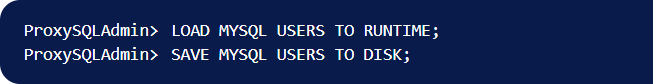 ProxySQLAdmin> LOAD MYSQL USERS TO RUNTIME;
ProxySQLAdmin> SAVE MYSQL USERS TO DISK;